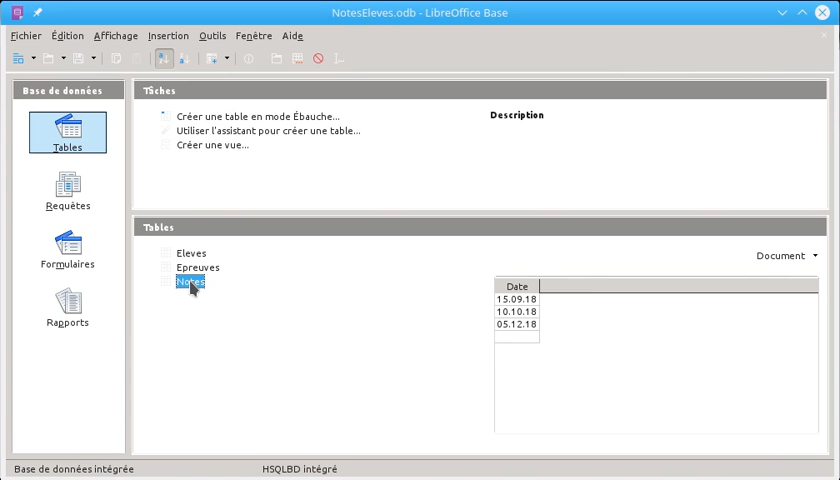 NotesEleves.odb - LibreOffice Base
Fichier Édition Affichage Insertion Outils Fenêtre Aide
Base de données
Tables
Requêtes
Formulaires
Rapports
Tâches
Créer une table en mode Ébauche...
Utiliser l'assistant pour créer une table...
Créer une vue...
Description
Tables
Eleves
Epreuves
Notes
Document
Date
15.09.18
10.10.18
05.12.18
Base de données intégrée HSQLBD intégré